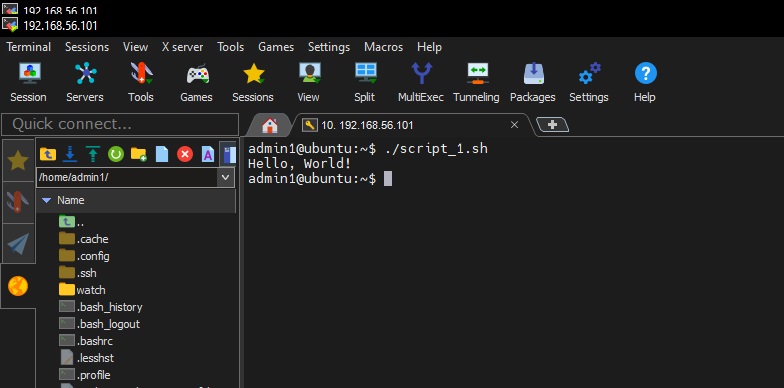 192.168.56.101
192.168.56.101
Terminal Sessions View X server Tools Games Settings Macros Help
Session Servers Tools Games Sessions View Split MultiExec Tunneling Packages Settings Help
Quick connect...
10. 192.168.56.101
/home/admin1/
Name
..
.cache
.config
.ssh
watch
.bash_history
.bash_logout
.bashrc
.lesshst
.profile
admin1@ubuntu:~$ ./script_1.sh
Hello, World!
admin1@ubuntu:~$